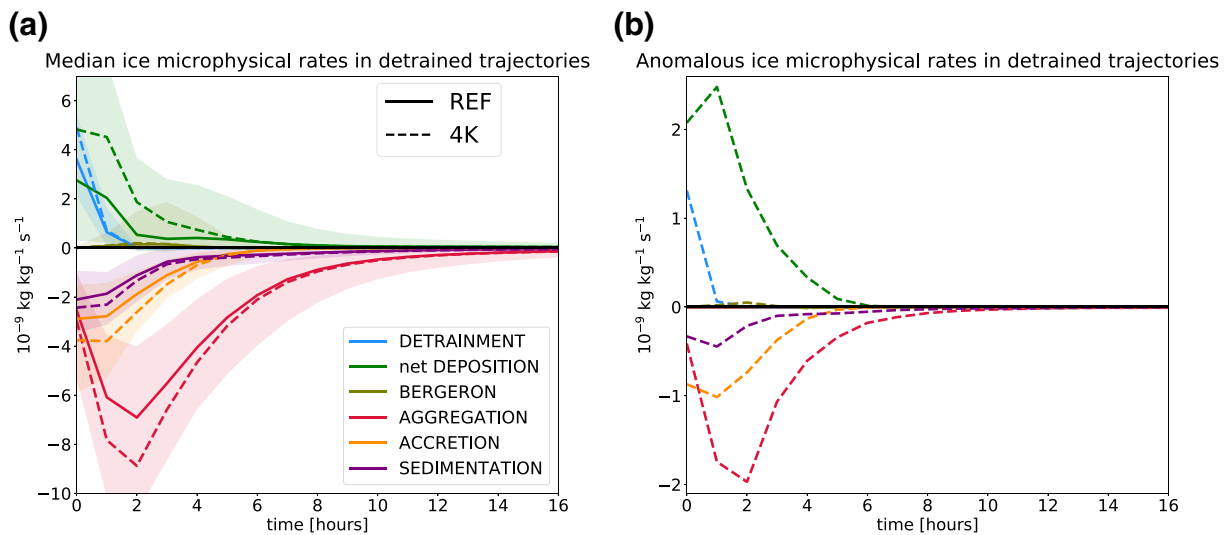 (a)
Median ice microphysical rates in detrained trajectories
REF
4K
6
4
2
0
−2
−4
−6
−8
−10
10⁻⁹ kg kg⁻¹ s⁻¹
DETRAINMENT
net DEPOSITION
BERGERON
AGGREGATION
ACCRETION
SEDIMENTATION
0 2 4 6 8 10 12 14 16
time [hours]
(b)
Anomalous ice microphysical rates in detrained trajectories
2
1
0
−1
−2
10⁻⁹ kg kg⁻¹ s⁻¹
0 2 4 6 8 10 12 14 16
time [hours]